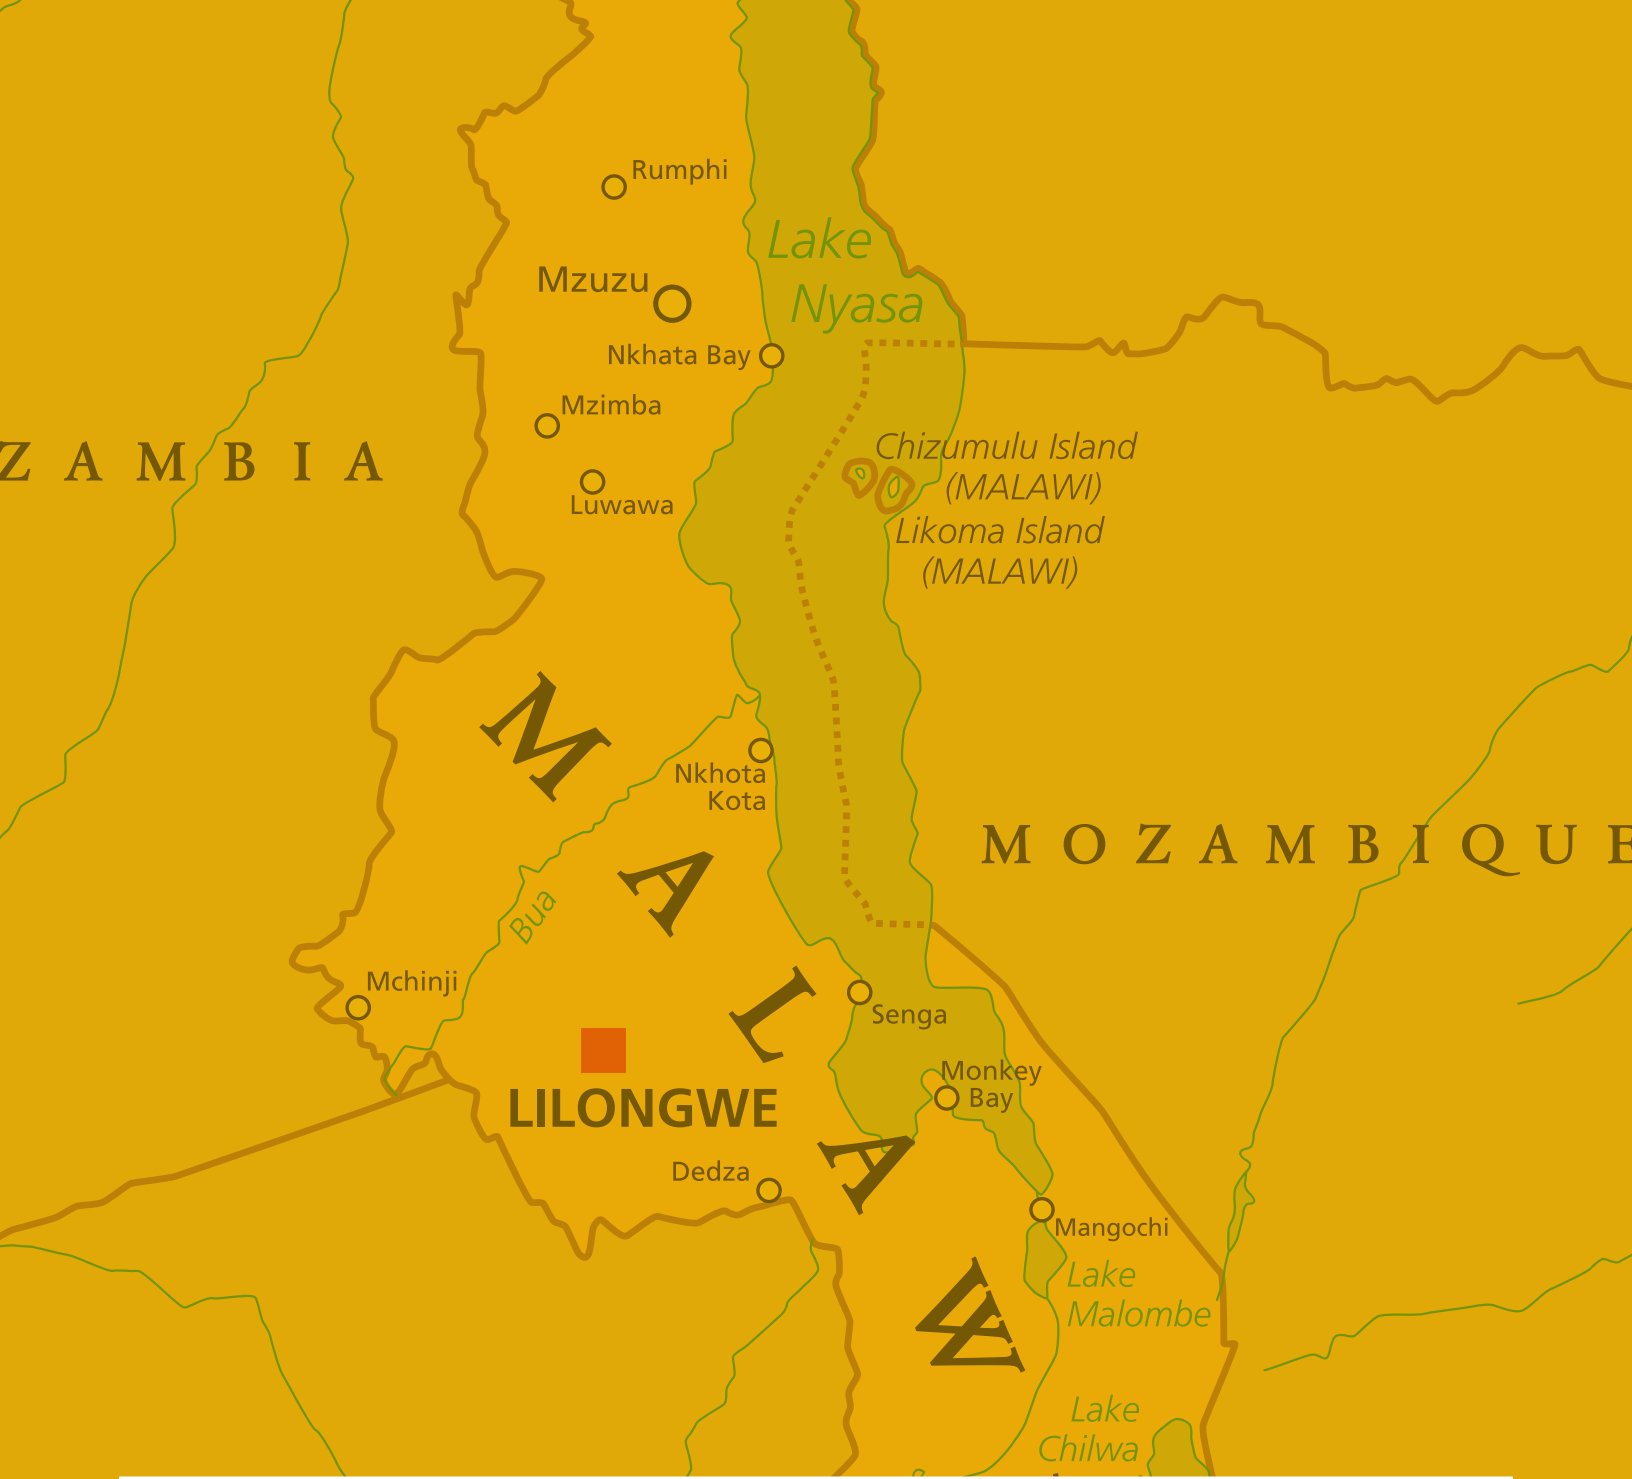 Rumphi
Lake
Nyasa
Mzuzu
Nkhata Bay
Mzimba
ZAMBIA
Luwawa
Chizumulu Island
(MALAWI)
Likoma Island
(MALAWI)
Nkhota
Kota
MOZAMBIQUE
Bua
Mchinji
Senga
Monkey
Bay
LILONGWE
Dedza
Mangochi
MALAW
Lake
Malombe
Lake
Chilwa